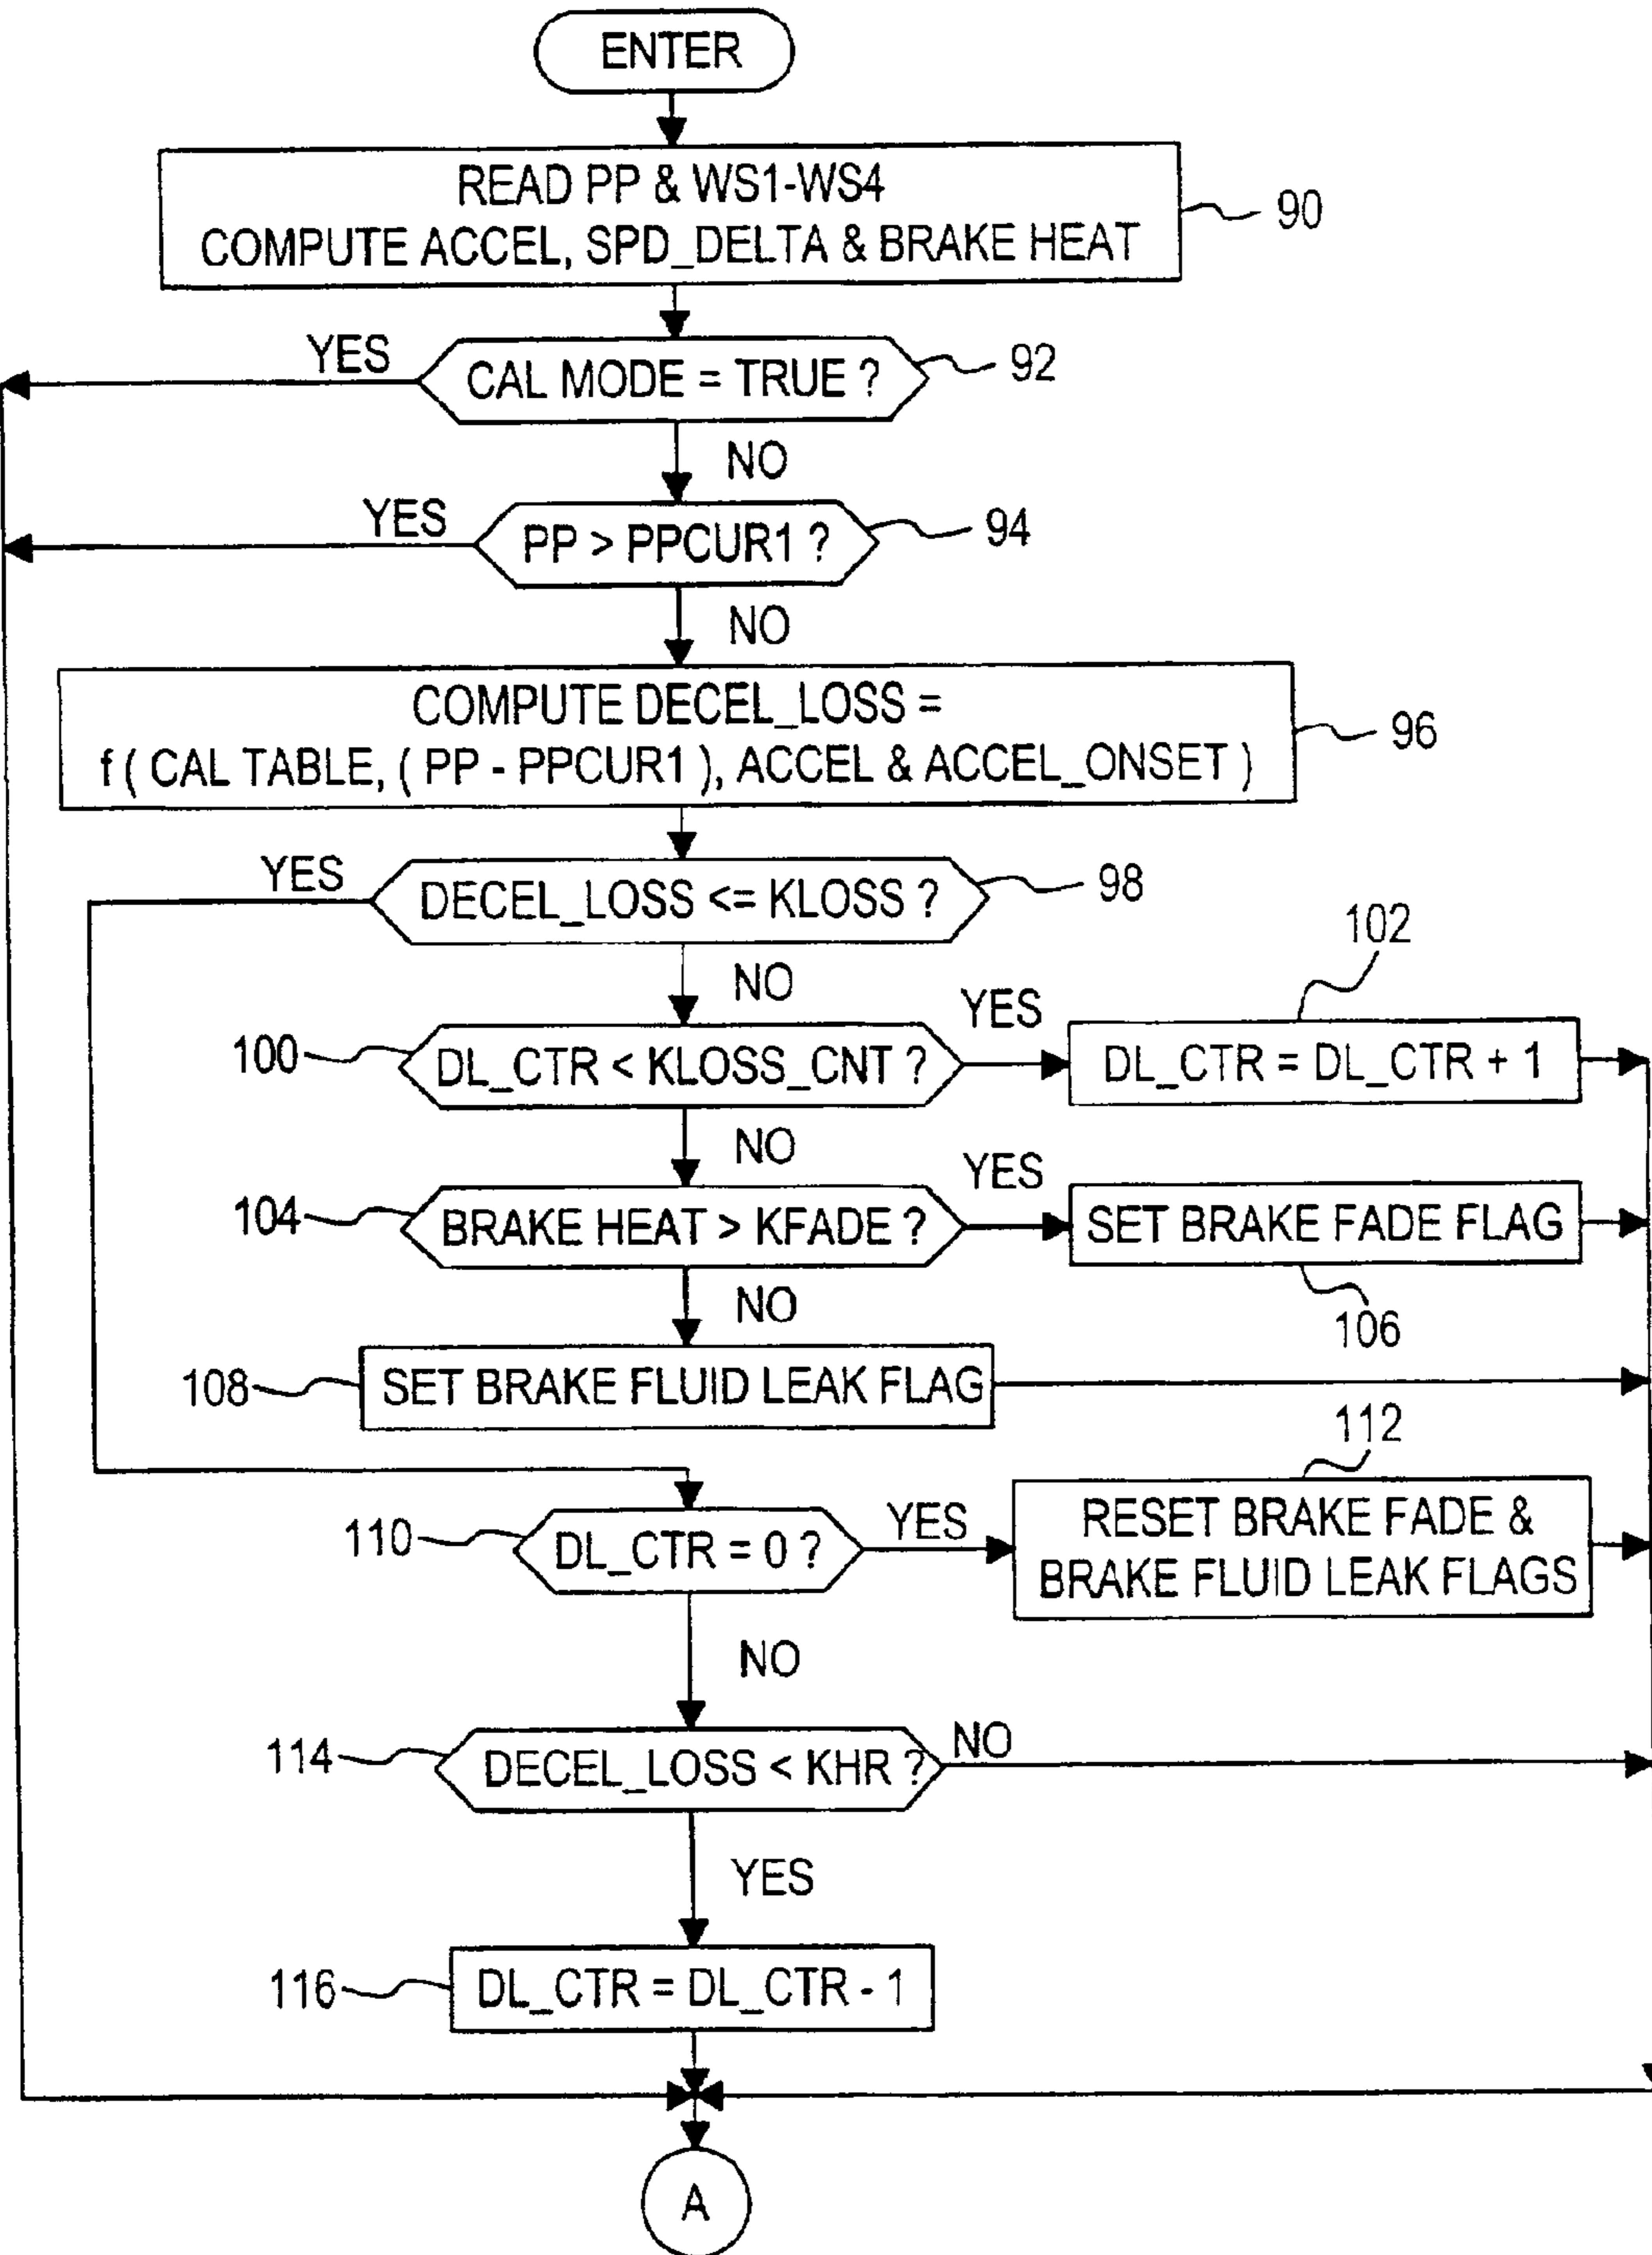 ENTER
READ PP & WS1-WS4
COMPUTE ACCEL, SPD_DELTA & BRAKE HEAT
90
YES
CAL MODE = TRUE ?
92
NO
YES
PP > PPCUR1 ?
94
NO
COMPUTE DECEL_LOSS =
f ( CAL TABLE, ( PP - PPCUR1 ), ACCEL & ACCEL_ONSET )
96
YES
DECEL_LOSS <= KLOSS ?
98
NO
102
100
DL_CTR < KLOSS_CNT ?
YES
DL_CTR = DL_CTR + 1
NO
104
BRAKE HEAT > KFADE ?
YES
SET BRAKE FADE FLAG
106
NO
108
SET BRAKE FLUID LEAK FLAG
112
110
DL_CTR = 0 ?
YES
RESET BRAKE FADE &
BRAKE FLUID LEAK FLAGS
NO
114
DECEL_LOSS < KHR ?
NO
YES
116
DL_CTR = DL_CTR - 1
A